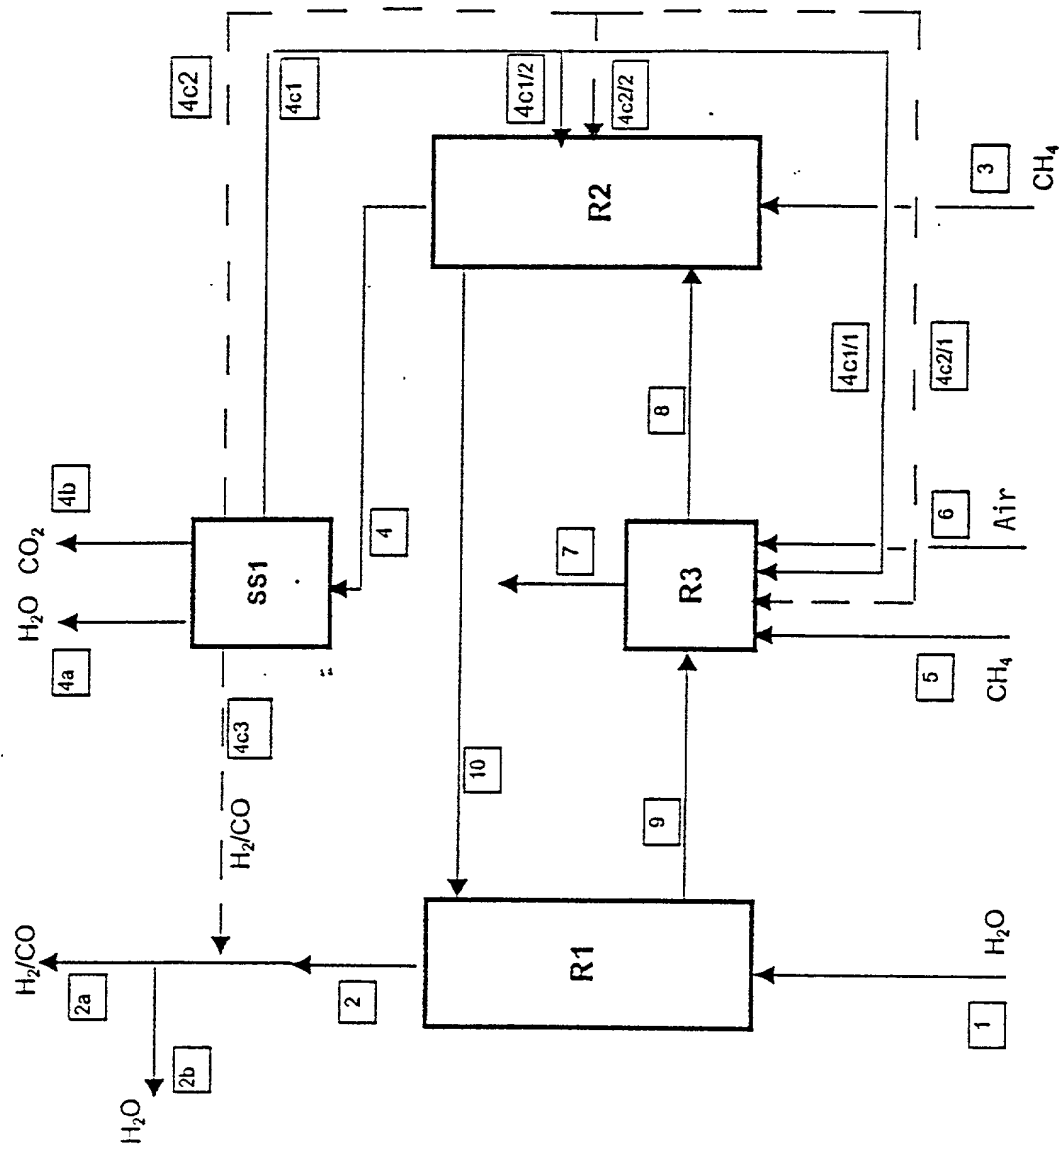 H₂/CO
H₂O
CO₂
4a
4b
2a
H₂O
2b
4c2
H₂/CO
4c3
SS1
4c1
2
4
10
4c1/2
7
R1
R2
4c2/2
9
8
R3
4c1/1
5
6
4c2/1
1
3
H₂O
CH₄
Air
CH₄